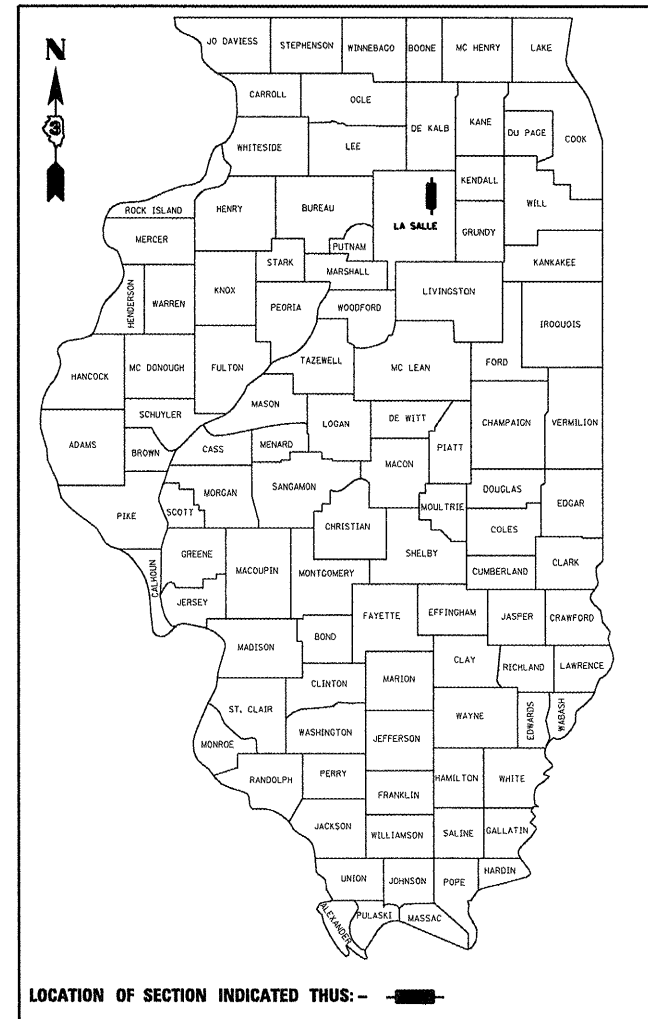 JO DAVIESS STEPHENSON WINNEBAGO BOONE MC HENRY LAKE
N
CARROLL OGLE DE KALB KANE DU PAGE COOK
3
WHITESIDE LEE
KENDALL
ROCK ISLAND HENRY BUREAU LA SALLE WILL
MERCER PUTNAM GRUNDY
STARK MARSHALL KANKAKEE
HENDERSON WARREN KNOX PEORIA WOODFORD LIVINGSTON
IROQUOIS
HANCOCK MC DONOUGH FULTON TAZEWELL MC LEAN FORD
MASON
SCHUYLER LOGAN DE WITT CHAMPAIGN VERMILION
ADAMS BROWN CASS MENARD MACON PIATT
MORGAN SANGAMON DOUGLAS EDGAR
PIKE SCOTT CHRISTIAN MOULTRIE COLES
GREENE SHELBY
CALHOUN MACOUPIN MONTGOMERY CUMBERLAND CLARK
JERSEY
FAYETTE EFFINGHAM JASPER CRAWFORD
MADISON BOND
CLAY RICHLAND LAWRENCE
CLINTON MARION
ST. CLAIR WAYNE EDWARDS WABASH
WASHINGTON JEFFERSON
MONROE
RANDOLPH PERRY HAMILTON WHITE
FRANKLIN
JACKSON WILLIAMSON SALINE GALLATIN
UNION JOHNSON POPE HARDIN
ALEXANDER PULASKI MASSAC
LOCATION OF SECTION INDICATED THUS: -